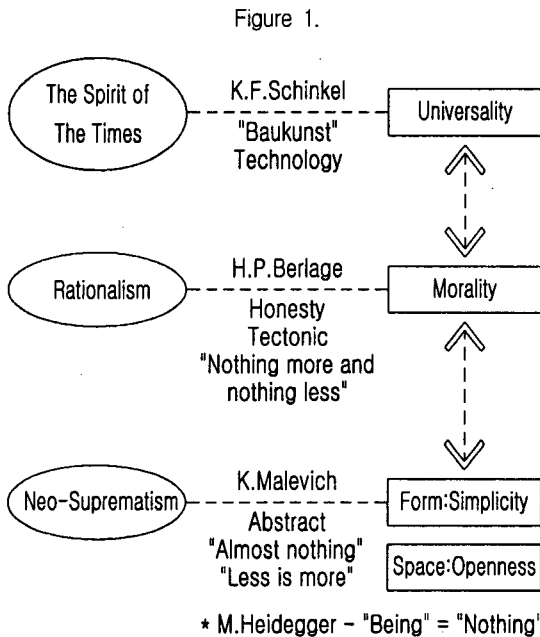 Figure 1.
The Spirit of
The Times
K.F.Schinkel
"Baukunst"
Technology
Universality
Rationalism
H.P.Berlage
Honesty
Tectonic
"Nothing more and
nothing less"
Morality
Neo-Suprematism
K.Malevich
Abstract
"Almost nothing"
"Less is more"
Form:Simplicity
Space:Openness
* M.Heidegger - "Being" = "Nothing"